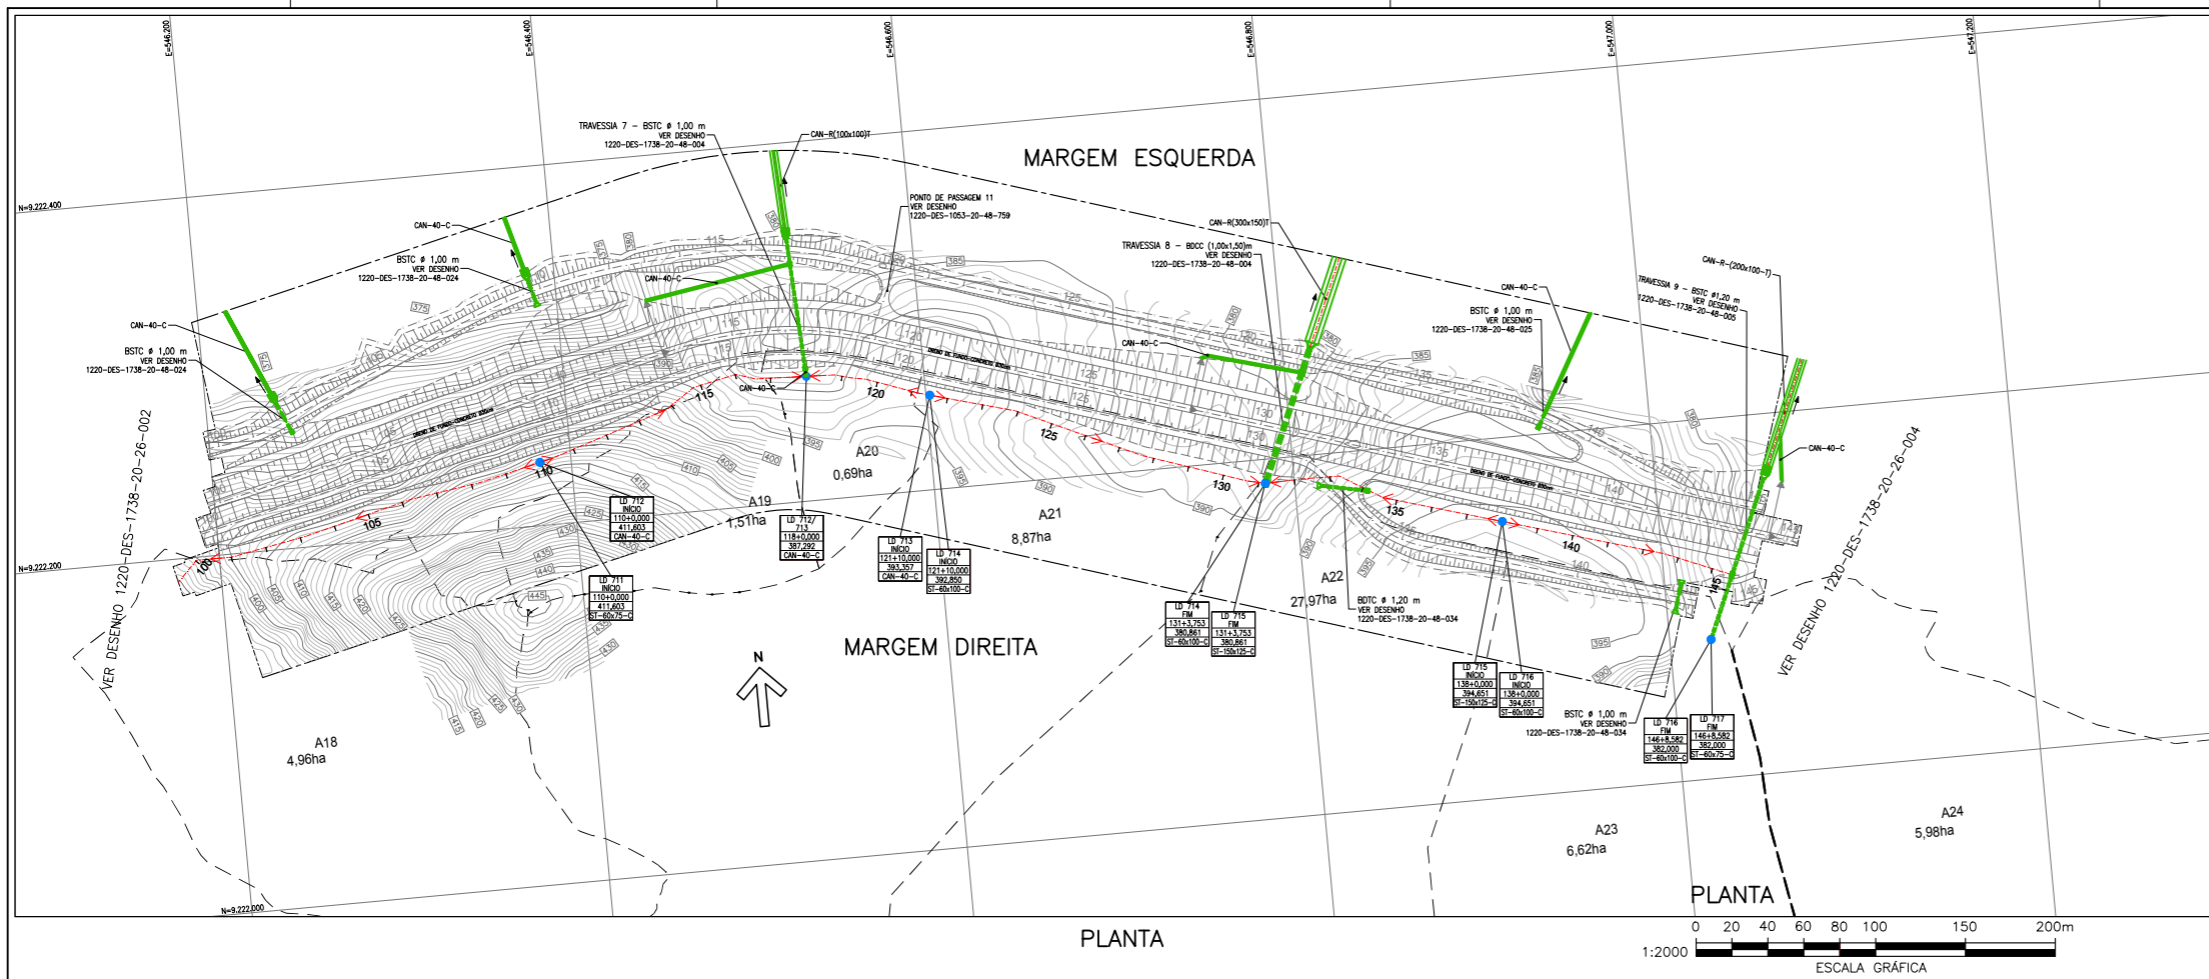 E=546.200
E=546.400
E=546.600
E=546.800
E=547.000
E=547.200
N=9.222.400
N=9.222.200
N=9.222.000
TRAVESSIA 7 - BSTC ø 1,00 m
VER DESENHO
1220-DES-1738-20-48-004
CAN-R(100x100)T
MARGEM ESQUERDA
PONTO DE PASSAGEM 11
VER DESENHO
1220-DES-1053-20-48-759
CAN-40-C
BSTC ø 1,00 m
VER DESENHO
1220-DES-1738-20-48-024
CAN-40-C
CAN-40-C
BSTC ø 1,00 m
VER DESENHO
1220-DES-1738-20-48-024
CAN-40-C
CAN-R(300x150)T
TRAVESSIA 8 - BDCC (1,00x1,50)m
VER DESENHO
1220-DES-1738-20-48-004
CAN-40-C
CAN-40-C
BSTC ø 1,00 m
VER DESENHO
1220-DES-1738-20-48-025
CAN-R-(200x100-T)
TRAVESSIA 9 - BSTC ø1,20 m
VER DESENHO
1220-DES-1738-20-48-005
CAN-40-C
VER DESENHO 1220-DES-1738-20-26-002
VER DESENHO 1220-DES-1738-20-26-004
100
105
110
115
120
125
130
135
140
145
A18
4,96ha
A19
1,51ha
A20
0,69ha
A21
8,87ha
A22
27,97ha
A23
6,62ha
A24
5,98ha
LD 712
INÍCIO
110+0,000
411,603
CAN-40-C
LD 711
INÍCIO
110+0,000
411,603
ST-60x75-C
LD 712/
713
118+0,000
387,292
CAN-40-C
LD 713
INÍCIO
121+10,000
393,357
CAN-40-C
LD 714
INÍCIO
121+10,000
392,850
ST-60x100-C
LD 714
FIM
131+3,753
380,861
ST-60x100-C
LD 715
FIM
131+3,753
380,861
ST-150x125-C
BDTC ø 1,20 m
VER DESENHO
1220-DES-1738-20-48-034
LD 715
INÍCIO
138+0,000
394,651
ST-150x125-C
LD 716
INÍCIO
138+0,000
394,651
ST-60x100-C
BSTC ø 1,00 m
VER DESENHO
1220-DES-1738-20-48-034
LD 716
FIM
146+8,582
382,000
ST-60x100-C
LD 717
FIM
146+8,582
382,000
ST-60x75-C
MARGEM DIREITA
N
PLANTA
PLANTA
1:2000
0 20 40 60 80 100 150 200m
ESCALA GRÁFICA